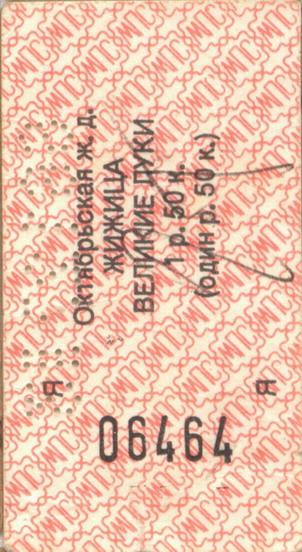 Октябрьская ж. д.
ЖИЖИЦА
ВЕЛИКИЕ ЛУКИ
1 р. 50 к.
(один р. 50 к.)
Я Я
06464